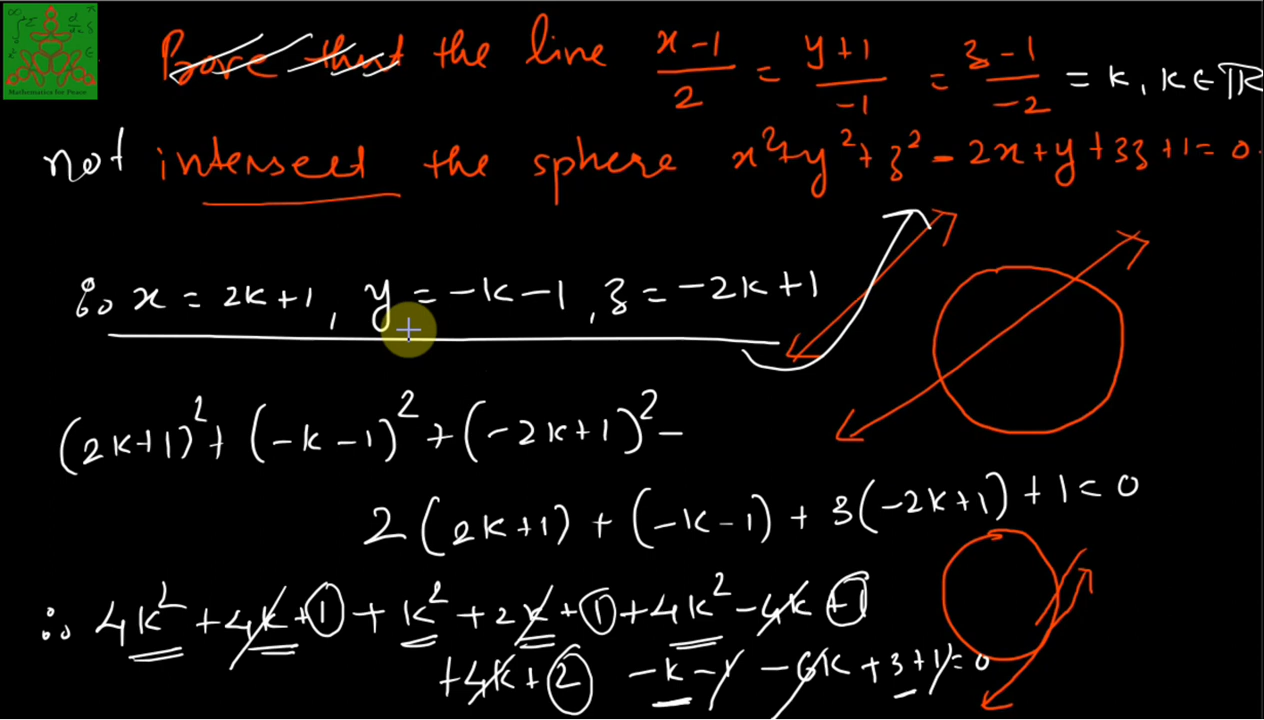 Mathematics for Peace
Prove that the line (x-1)/2 = (y+1)/-1 = (z-1)/-2 = k, k∈ℝ
not intersect the sphere x²+y²+z² - 2x+y+3z+1=0.
∴ x = 2k+1, y = -k-1, z = -2k+1
(2k+1)² + (-k-1)² + (-2k+1)² -
2(2k+1) + (-k-1) + 3(-2k+1) + 1 = 0
∴ 4k² + 4k + 1 + k² + 2k + 1 + 4k² - 4k + 1
+4k + 2 - k - 1 - 6k + 3 + 1 = 0